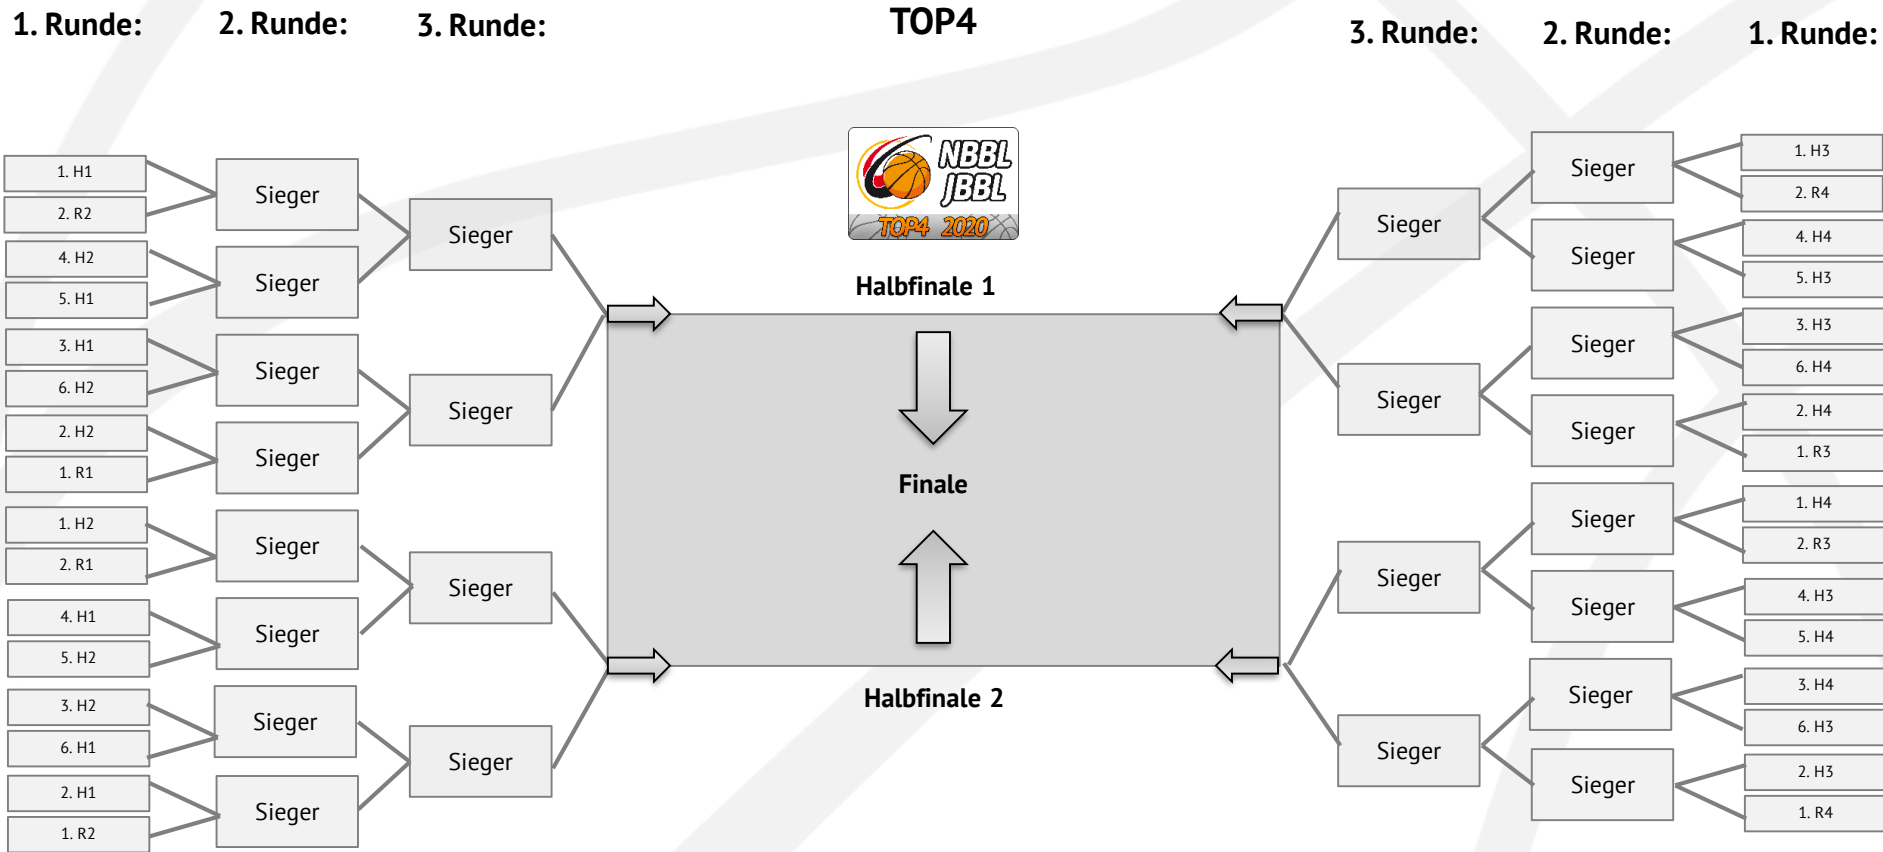 1. Runde:
2. Runde:
3. Runde:
TOP4
3. Runde:
2. Runde:
1. Runde:
1. H1
2. R2
4. H2
5. H1
3. H1
6. H2
2. H2
1. R1
1. H2
2. R1
4. H1
5. H2
3. H2
6. H1
2. H1
1. R2
Sieger
Sieger
Sieger
Sieger
Sieger
Sieger
Sieger
Sieger
Sieger
Sieger
Sieger
Sieger
NBBL
JBBL
TOP4 2020
Halbfinale 1
Finale
Halbfinale 2
Sieger
Sieger
Sieger
Sieger
Sieger
Sieger
Sieger
Sieger
Sieger
Sieger
Sieger
Sieger
1. H3
2. R4
4. H4
5. H3
3. H3
6. H4
2. H4
1. R3
1. H4
2. R3
4. H3
5. H4
3. H4
6. H3
2. H3
1. R4